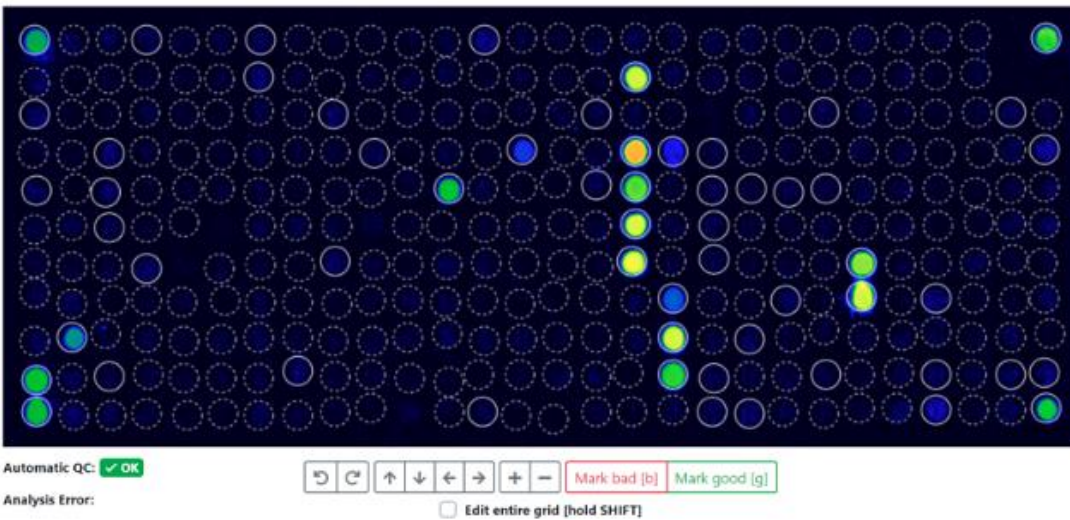 Automatic QC: ✓ OK
Mark bad [b] Mark good [g]
Analysis Error:
Edit entire grid [hold SHIFT]